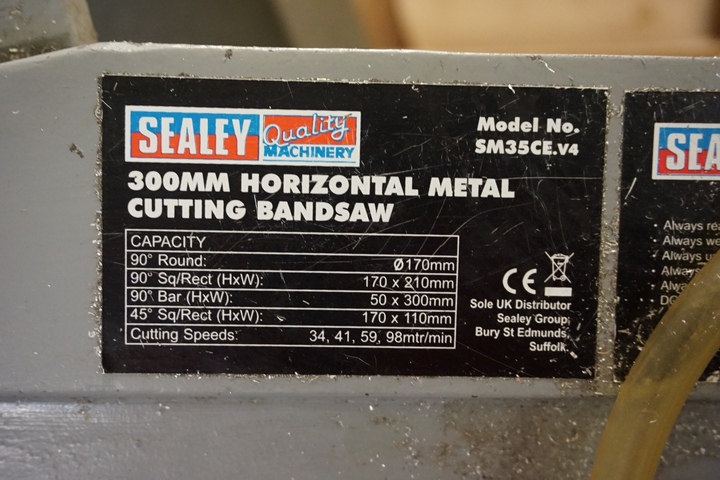 SEALEY Quality MACHINERY
Model No.
SM35CE.V4
300MM HORIZONTAL METAL
CUTTING BANDSAW
CAPACITY
90° Round: Ø170mm
90° Sq/Rect (HxW): 170 x 210mm
90° Bar (HxW): 50 x 300mm
45° Sq/Rect (HxW): 170 x 110mm
Cutting Speeds: 34, 41, 59, 98mtr/min
CE
Sole UK Distributor
Sealey Group,
Bury St Edmunds,
Suffolk.
SEA
· Always
· Always
· Always
· Always